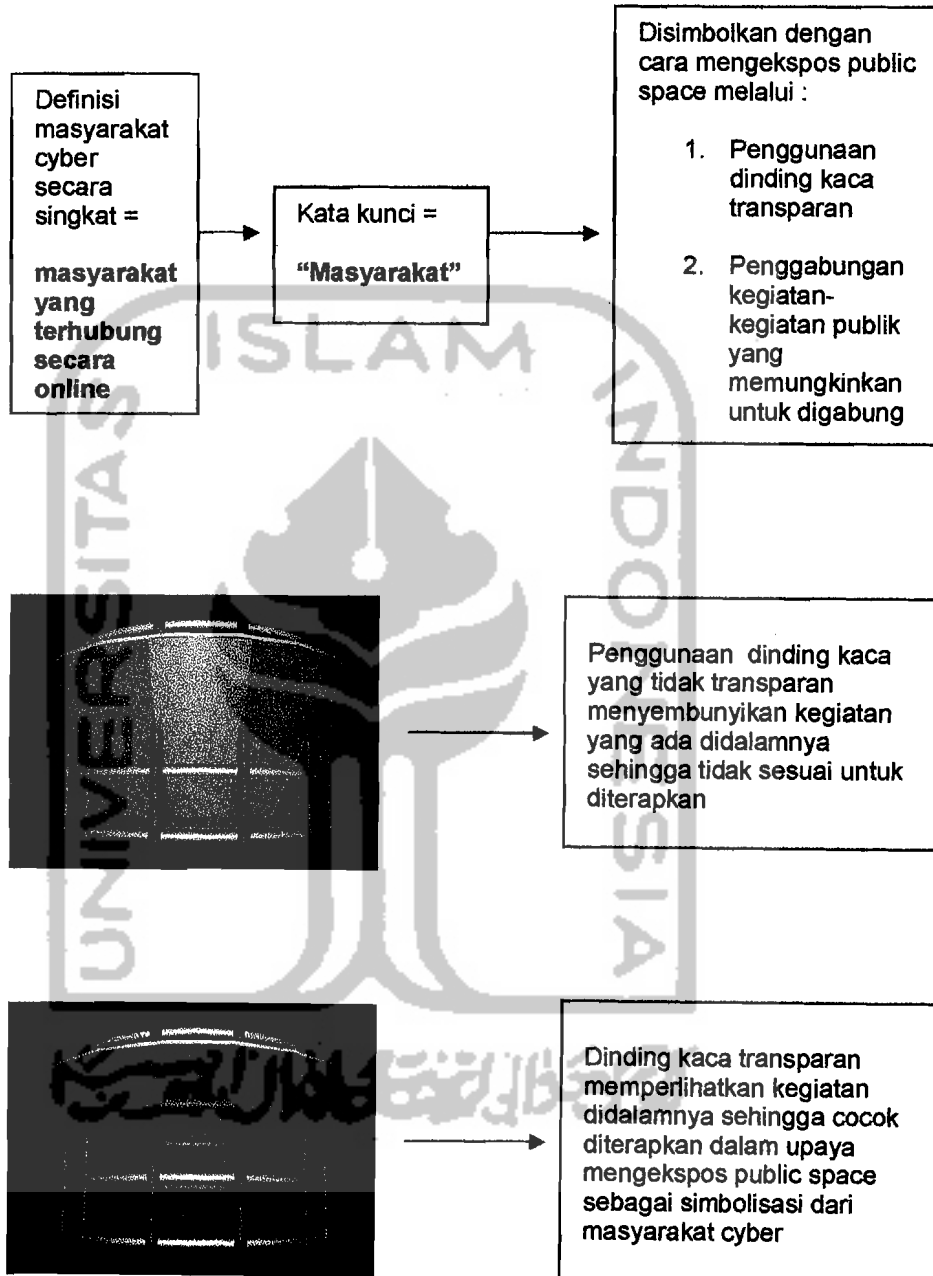 Definisi
masyarakat
cyber
secara
singkat =
masyarakat
yang
terhubung
secara
online
Kata kunci =
“Masyarakat”
Disimbolkan dengan
cara mengekspos public
space melalui :
1. Penggunaan
dinding kaca
transparan
2. Penggabungan
kegiatan-
kegiatan publik
yang
memungkinkan
untuk digabung
UNIVERSITAS
ISLAM
INDONESIA
Penggunaan dinding kaca
yang tidak transparan
menyembunyikan kegiatan
yang ada didalamnya
sehingga tidak sesuai untuk
diterapkan
Dinding kaca transparan
memperlihatkan kegiatan
didalamnya sehingga cocok
diterapkan dalam upaya
mengekspos public space
sebagai simbolisasi dari
masyarakat cyber